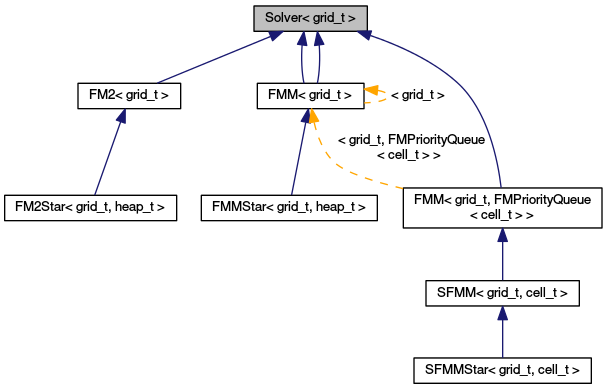 Solver< grid_t >
FM2< grid_t >
FMM< grid_t >
< grid_t >
< grid_t, FMPriorityQueue
< cell_t > >
FM2Star< grid_t, heap_t >
FMMStar< grid_t, heap_t >
FMM< grid_t, FMPriorityQueue
< cell_t > >
SFMM< grid_t, cell_t >
SFMMStar< grid_t, cell_t >